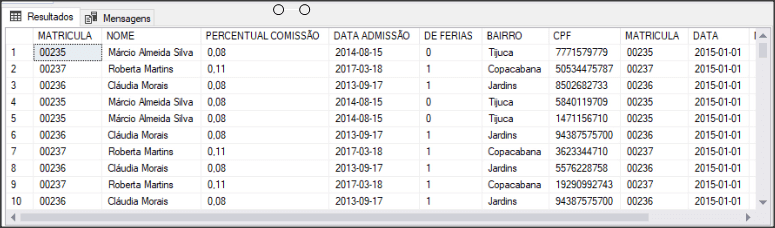 Resultados Mensagens
MATRICULA NOME PERCENTUAL COMISSÃO DATA ADMISSÃO DE FERIAS BAIRRO CPF MATRICULA DATA
1 00235 Márcio Almeida Silva 0,08 2014-08-15 0 Tijuca 7771579779 00235 2015-01-01
2 00237 Roberta Martins 0,11 2017-03-18 1 Copacabana 50534475787 00237 2015-01-01
3 00236 Cláudia Morais 0,08 2013-09-17 1 Jardins 8502682733 00236 2015-01-01
4 00235 Márcio Almeida Silva 0,08 2014-08-15 0 Tijuca 5840119709 00235 2015-01-01
5 00235 Márcio Almeida Silva 0,08 2014-08-15 0 Tijuca 1471156710 00235 2015-01-01
6 00236 Cláudia Morais 0,08 2013-09-17 1 Jardins 94387575700 00236 2015-01-01
7 00237 Roberta Martins 0,11 2017-03-18 1 Copacabana 3623344710 00237 2015-01-01
8 00236 Cláudia Morais 0,08 2013-09-17 1 Jardins 5576228758 00236 2015-01-01
9 00237 Roberta Martins 0,11 2017-03-18 1 Copacabana 19290992743 00237 2015-01-01
10 00236 Cláudia Morais 0,08 2013-09-17 1 Jardins 94387575700 00236 2015-01-01